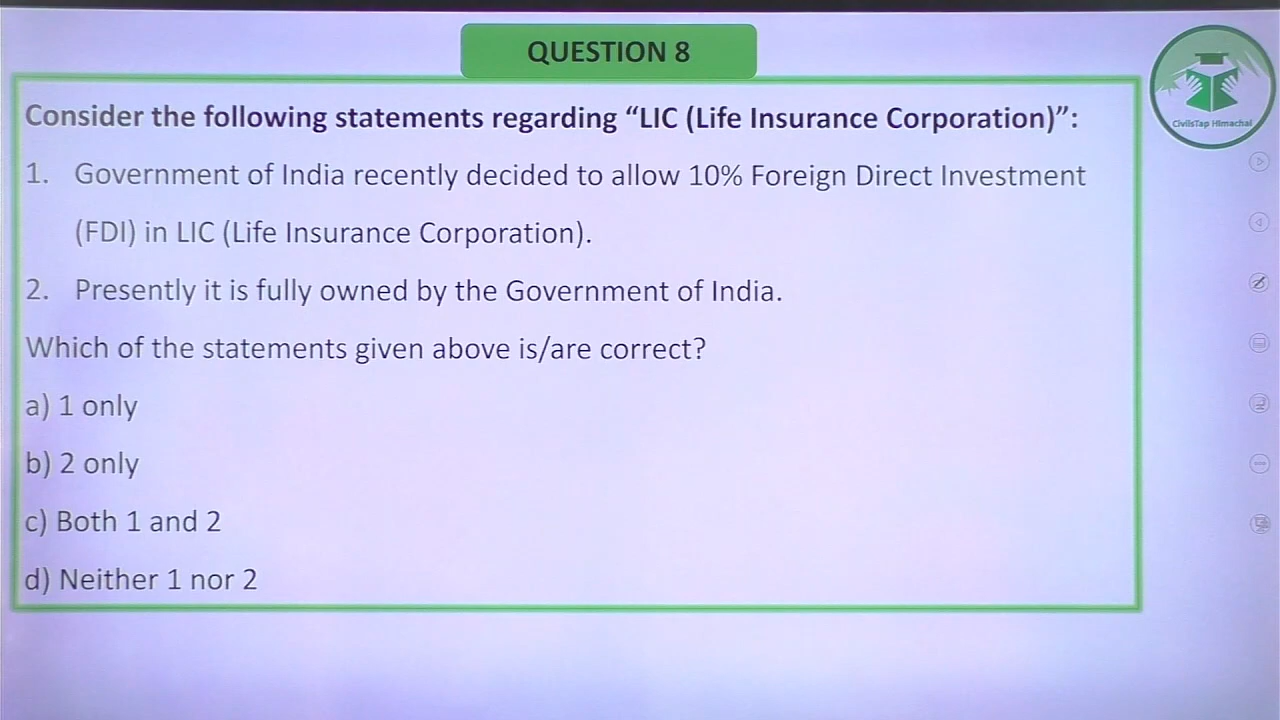 QUESTION 8
CivilsTap Himachal
Consider the following statements regarding “LIC (Life Insurance Corporation)”:
1. Government of India recently decided to allow 10% Foreign Direct Investment
(FDI) in LIC (Life Insurance Corporation).
2. Presently it is fully owned by the Government of India.
Which of the statements given above is/are correct?
a) 1 only
b) 2 only
c) Both 1 and 2
d) Neither 1 nor 2